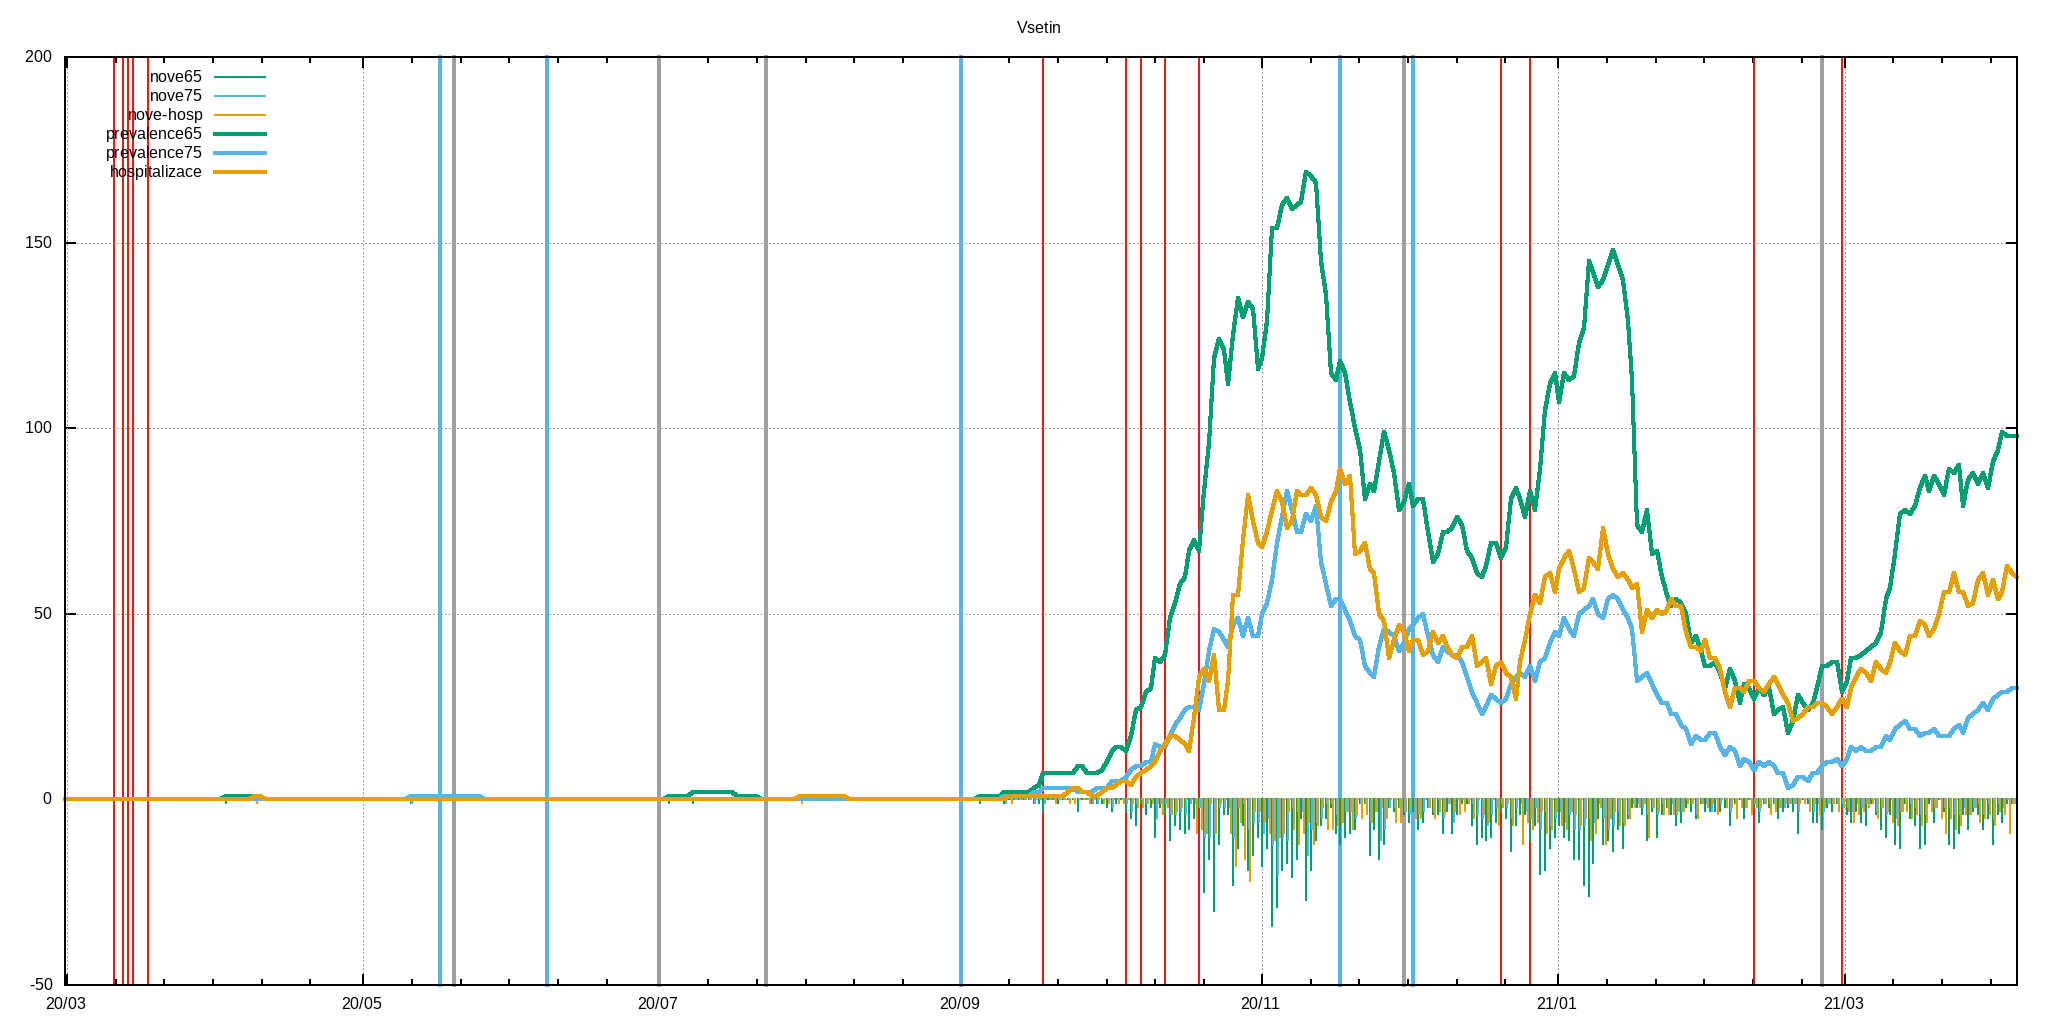 Vsetin
200
nove65
nove75
nove-hosp
prevalence65
prevalence75
hospitalizace
150
100
50
0
-50
20/03 20/05 20/07 20/09 20/11 21/01 21/03